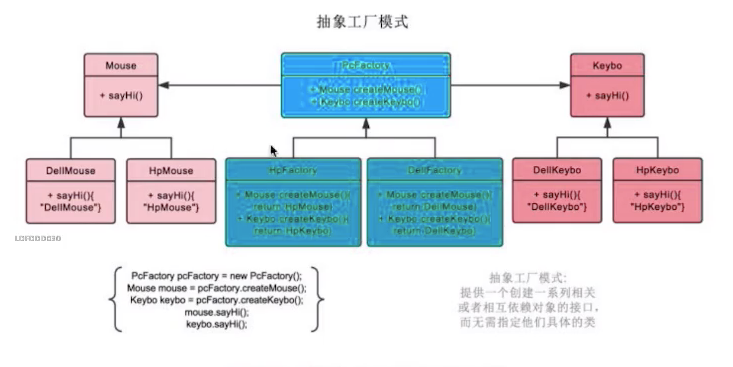 抽象工厂模式
Mouse
+ sayHi()
PcFactory
+ Mouse createMouse()
+ Keybo createKeybo()
Keybo
+ sayHi()
DellMouse
+ sayHi(){
"DellMouse"}
HpMouse
+ sayHi(){
"HpMouse"}
HpFactory
+ Mouse createMouse(){
return HpMouse}
+ Keybo createKeybo(){
return HpKeybo}
DellFactory
+ Mouse createMouse(){
return DellMouse}
+ Keybo createKeybo(){
return DellKeybo}
DellKeybo
+ sayHi(){
"DellKeybo"}
HpKeybo
+ sayHi(){
"HpKeybo"}
PcFactory pcFactory = new PcFactory();
Mouse mouse = pcFactory.createMouse();
Keybo keybo = pcFactory.createKeybo();
mouse.sayHi();
keybo.sayHi();
抽象工厂模式:
提供一个创建一系列相关
或者相互依赖对象的接口,
而无需指定他们具体的类